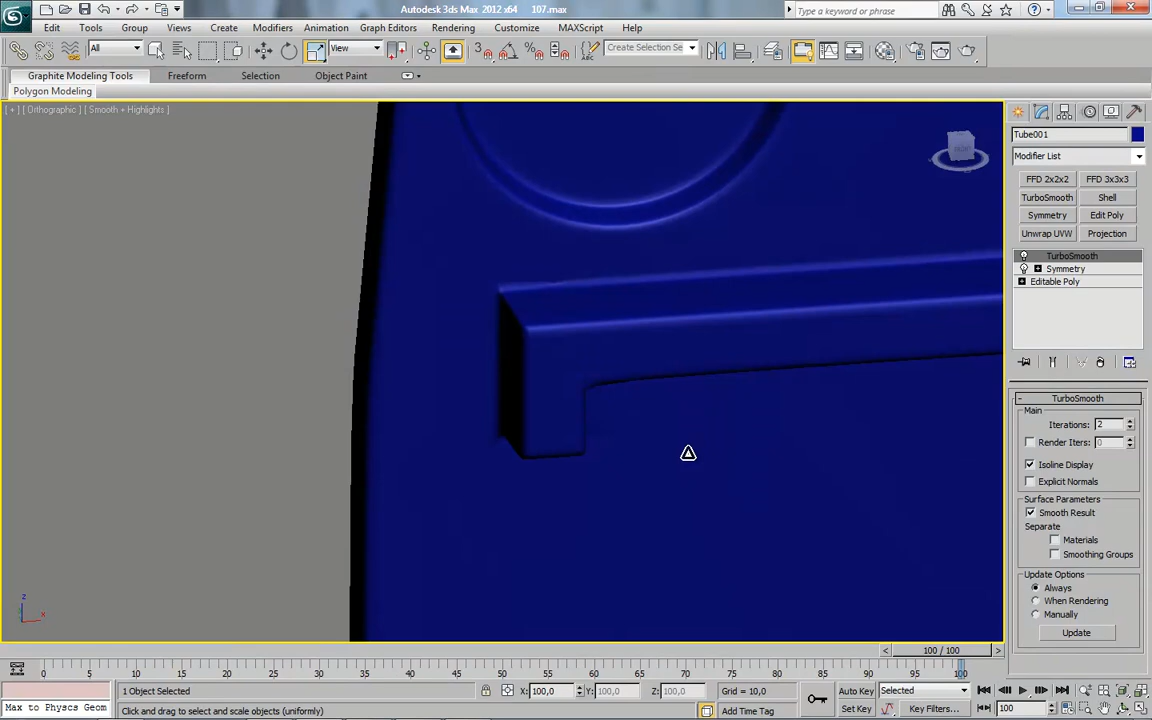 Autodesk 3ds Max 2012 x64 107.max
Type a keyword or phrase
Edit Tools Group Views Create Modifiers Animation Graph Editors Rendering Customize MAXScript Help
All View Create Selection Se
Graphite Modeling Tools Freeform Selection Object Paint
Polygon Modeling
[ + ] [ Orthographic ] [ Smooth + Highlights ]
Tube001
Modifier List
FFD 2x2x2 FFD 3x3x3
TurboSmooth Shell
Symmetry Edit Poly
Unwrap UVW Projection
TurboSmooth
Symmetry
Editable Poly
TurboSmooth
Main
Iterations: 2
Render Iters: 0
Isoline Display
Explicit Normals
Surface Parameters
Smooth Result
Separate
Materials
Smoothing Groups
Update Options
Always
When Rendering
Manually
Update
z
x
< 100 / 100 >
0 5 10 15 20 25 30 35 40 45 50 55 60 65 70 75 80 85 90 95 100
1 Object Selected X: 100,0 Y: 100,0 Z: 100,0 Grid = 10,0 Auto Key Selected
Max to Physcs Geom Click and drag to select and scale objects (uniformly) Add Time Tag Set Key Key Filters... 100